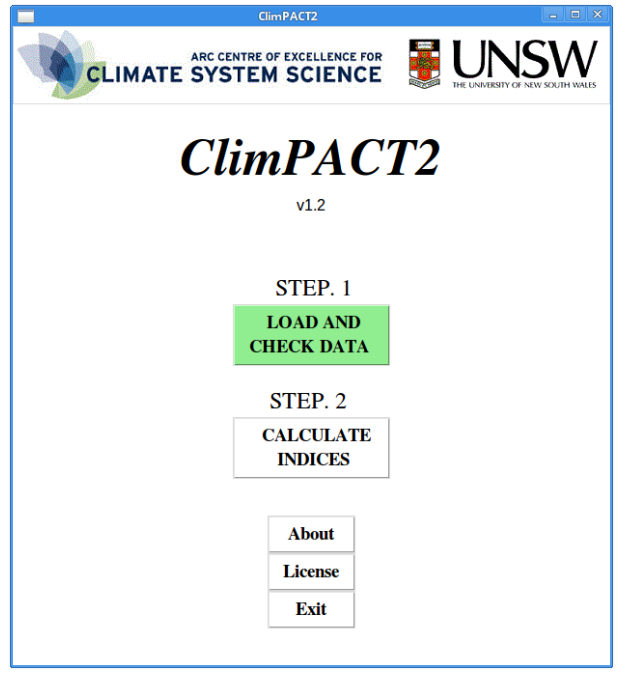 ClimPACT2
ARC CENTRE OF EXCELLENCE FOR
CLIMATE SYSTEM SCIENCE
UNSW
THE UNIVERSITY OF NEW SOUTH WALES
ClimPACT2
v1.2
STEP. 1
LOAD AND
CHECK DATA
STEP. 2
CALCULATE
INDICES
About
License
Exit